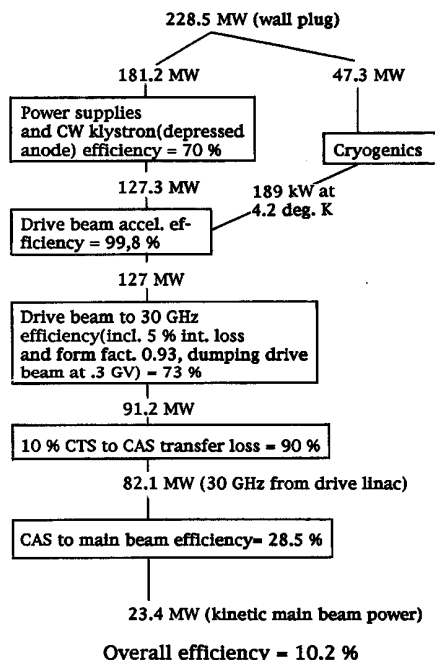 228.5 MW (wall plug)
181.2 MW
47.3 MW
Power supplies
and CW klystron(depressed
anode) efficiency = 70 %
Cryogenics
127.3 MW
189 kW at
4.2 deg. K
Drive beam accel. ef-
ficiency = 99,8 %
127 MW
Drive beam to 30 GHz
efficiency(incl. 5 % int. loss
and form fact. 0.93, dumping drive
beam at .3 GV) = 73 %
91.2 MW
10 % CTS to CAS transfer loss = 90 %
82.1 MW (30 GHz from drive linac)
CAS to main beam efficiency= 28.5 %
23.4 MW (kinetic main beam power)
Overall efficiency = 10.2 %